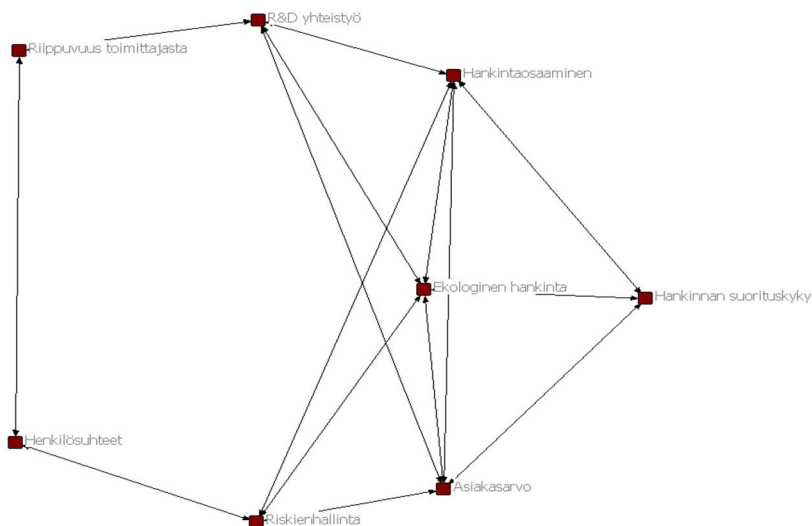 R&D yhteistyö
Riippuvuus toimittajasta
Hankintaosaaminen
Ekologinen hankinta
Hankinnan suorituskyky
Henkilösuhteet
Asiakasarvo
Riskienhallinta